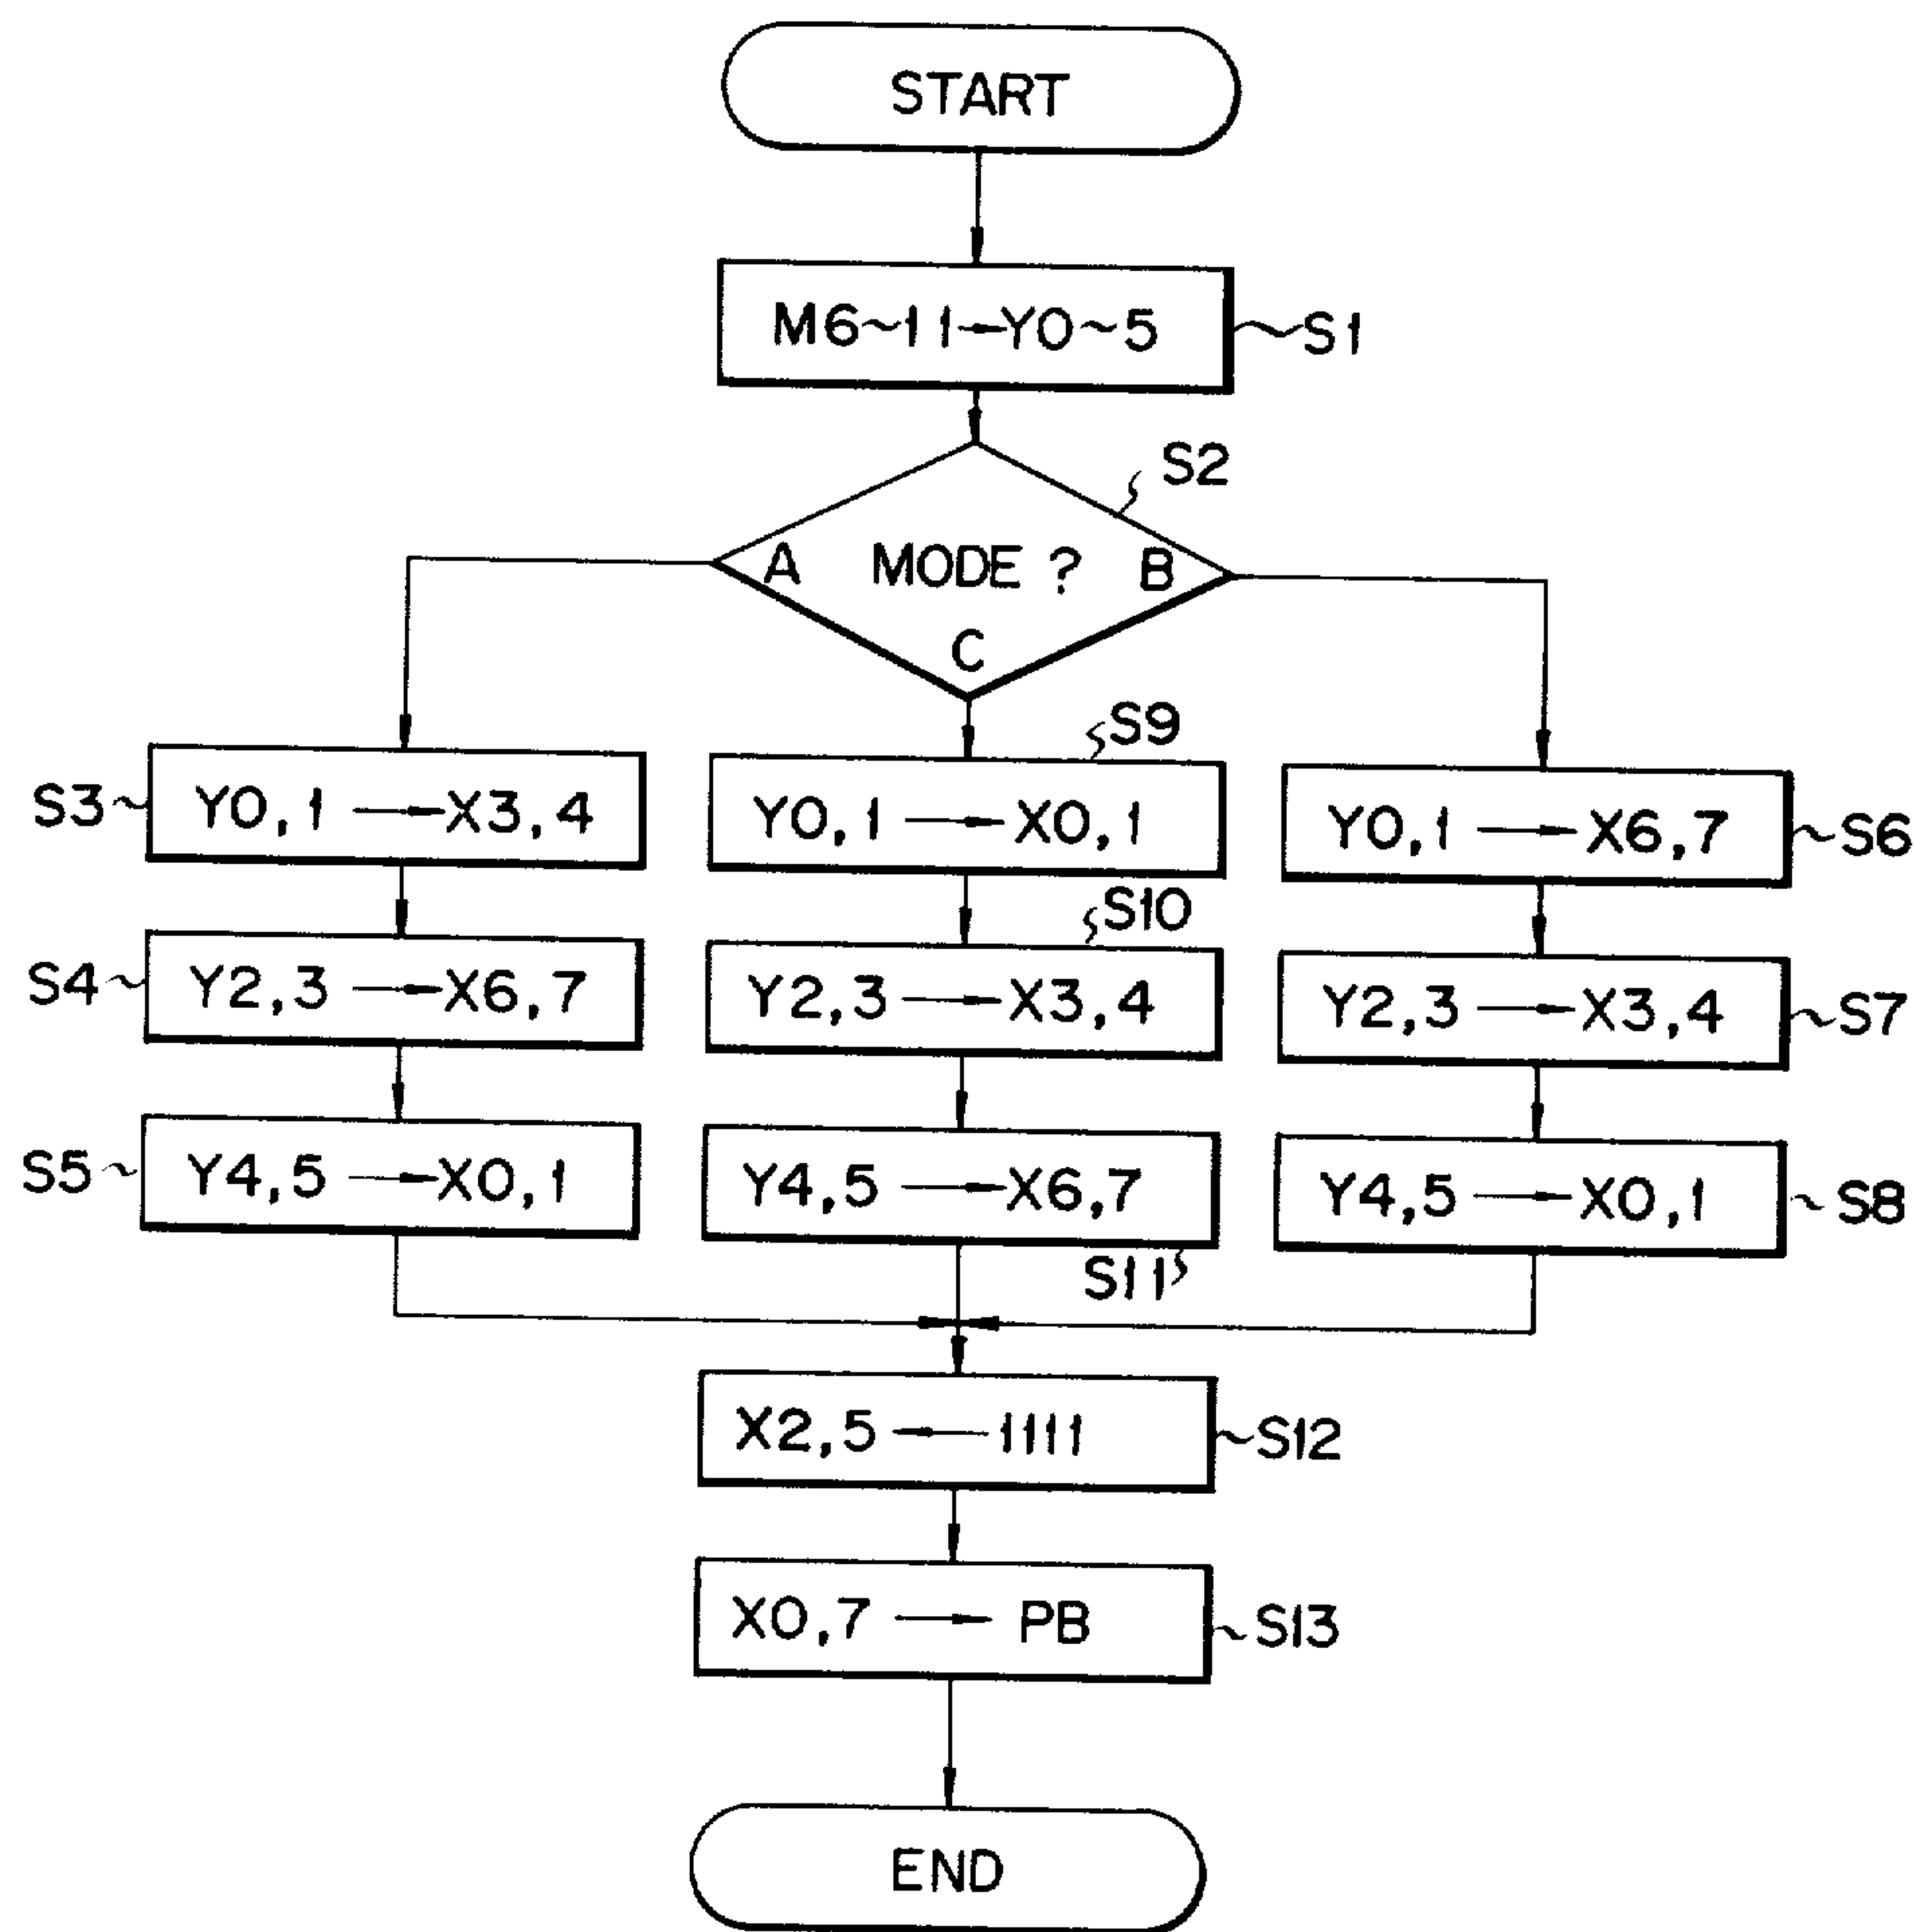 START
M6~11→Y0~5
S1
S2
A MODE ? B
C
S3
Y0,1 → X3,4
S9
Y0,1 → X0,1
Y0,1 → X6,7
S6
S4
Y2,3 → X6,7
S10
Y2,3 → X3,4
Y2,3 → X3,4
S7
S5
Y4,5 → X0,1
Y4,5 → X6,7
S11
Y4,5 → X0,1
S8
X2,5 ← 1111
S12
X0,7 → PB
S13
END